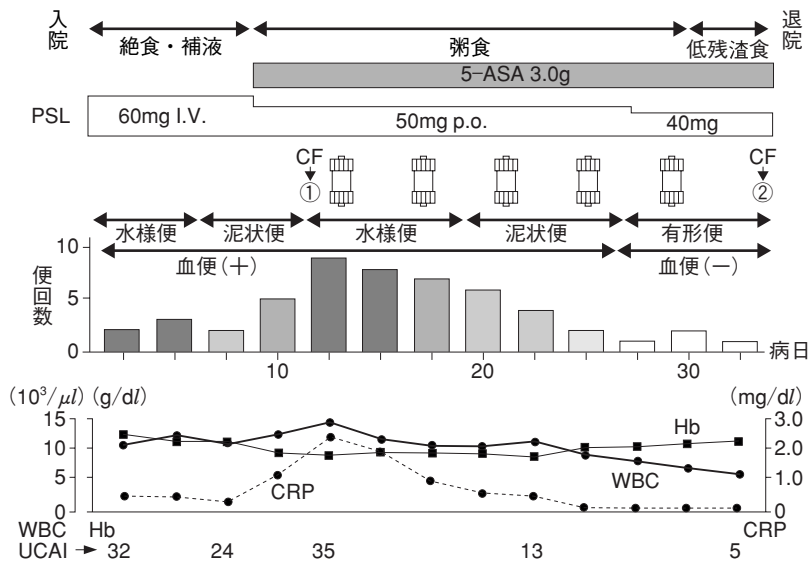 入院
退院
絶食・補液 粥食 低残渣食
5-ASA 3.0g
PSL 60mg I.V. 50mg p.o. 40mg
CF CF
① ②
水様便 泥状便 水様便 泥状便 有形便
血便(+) 血便(-)
便回数
10
5
0
10 20 30 病日
(10³/μl) (g/dl) (mg/dl)
15 3.0
10 2.0
5 1.0
0 0
Hb
WBC
CRP
WBC Hb CRP
UCAI → 32 24 35 13 5